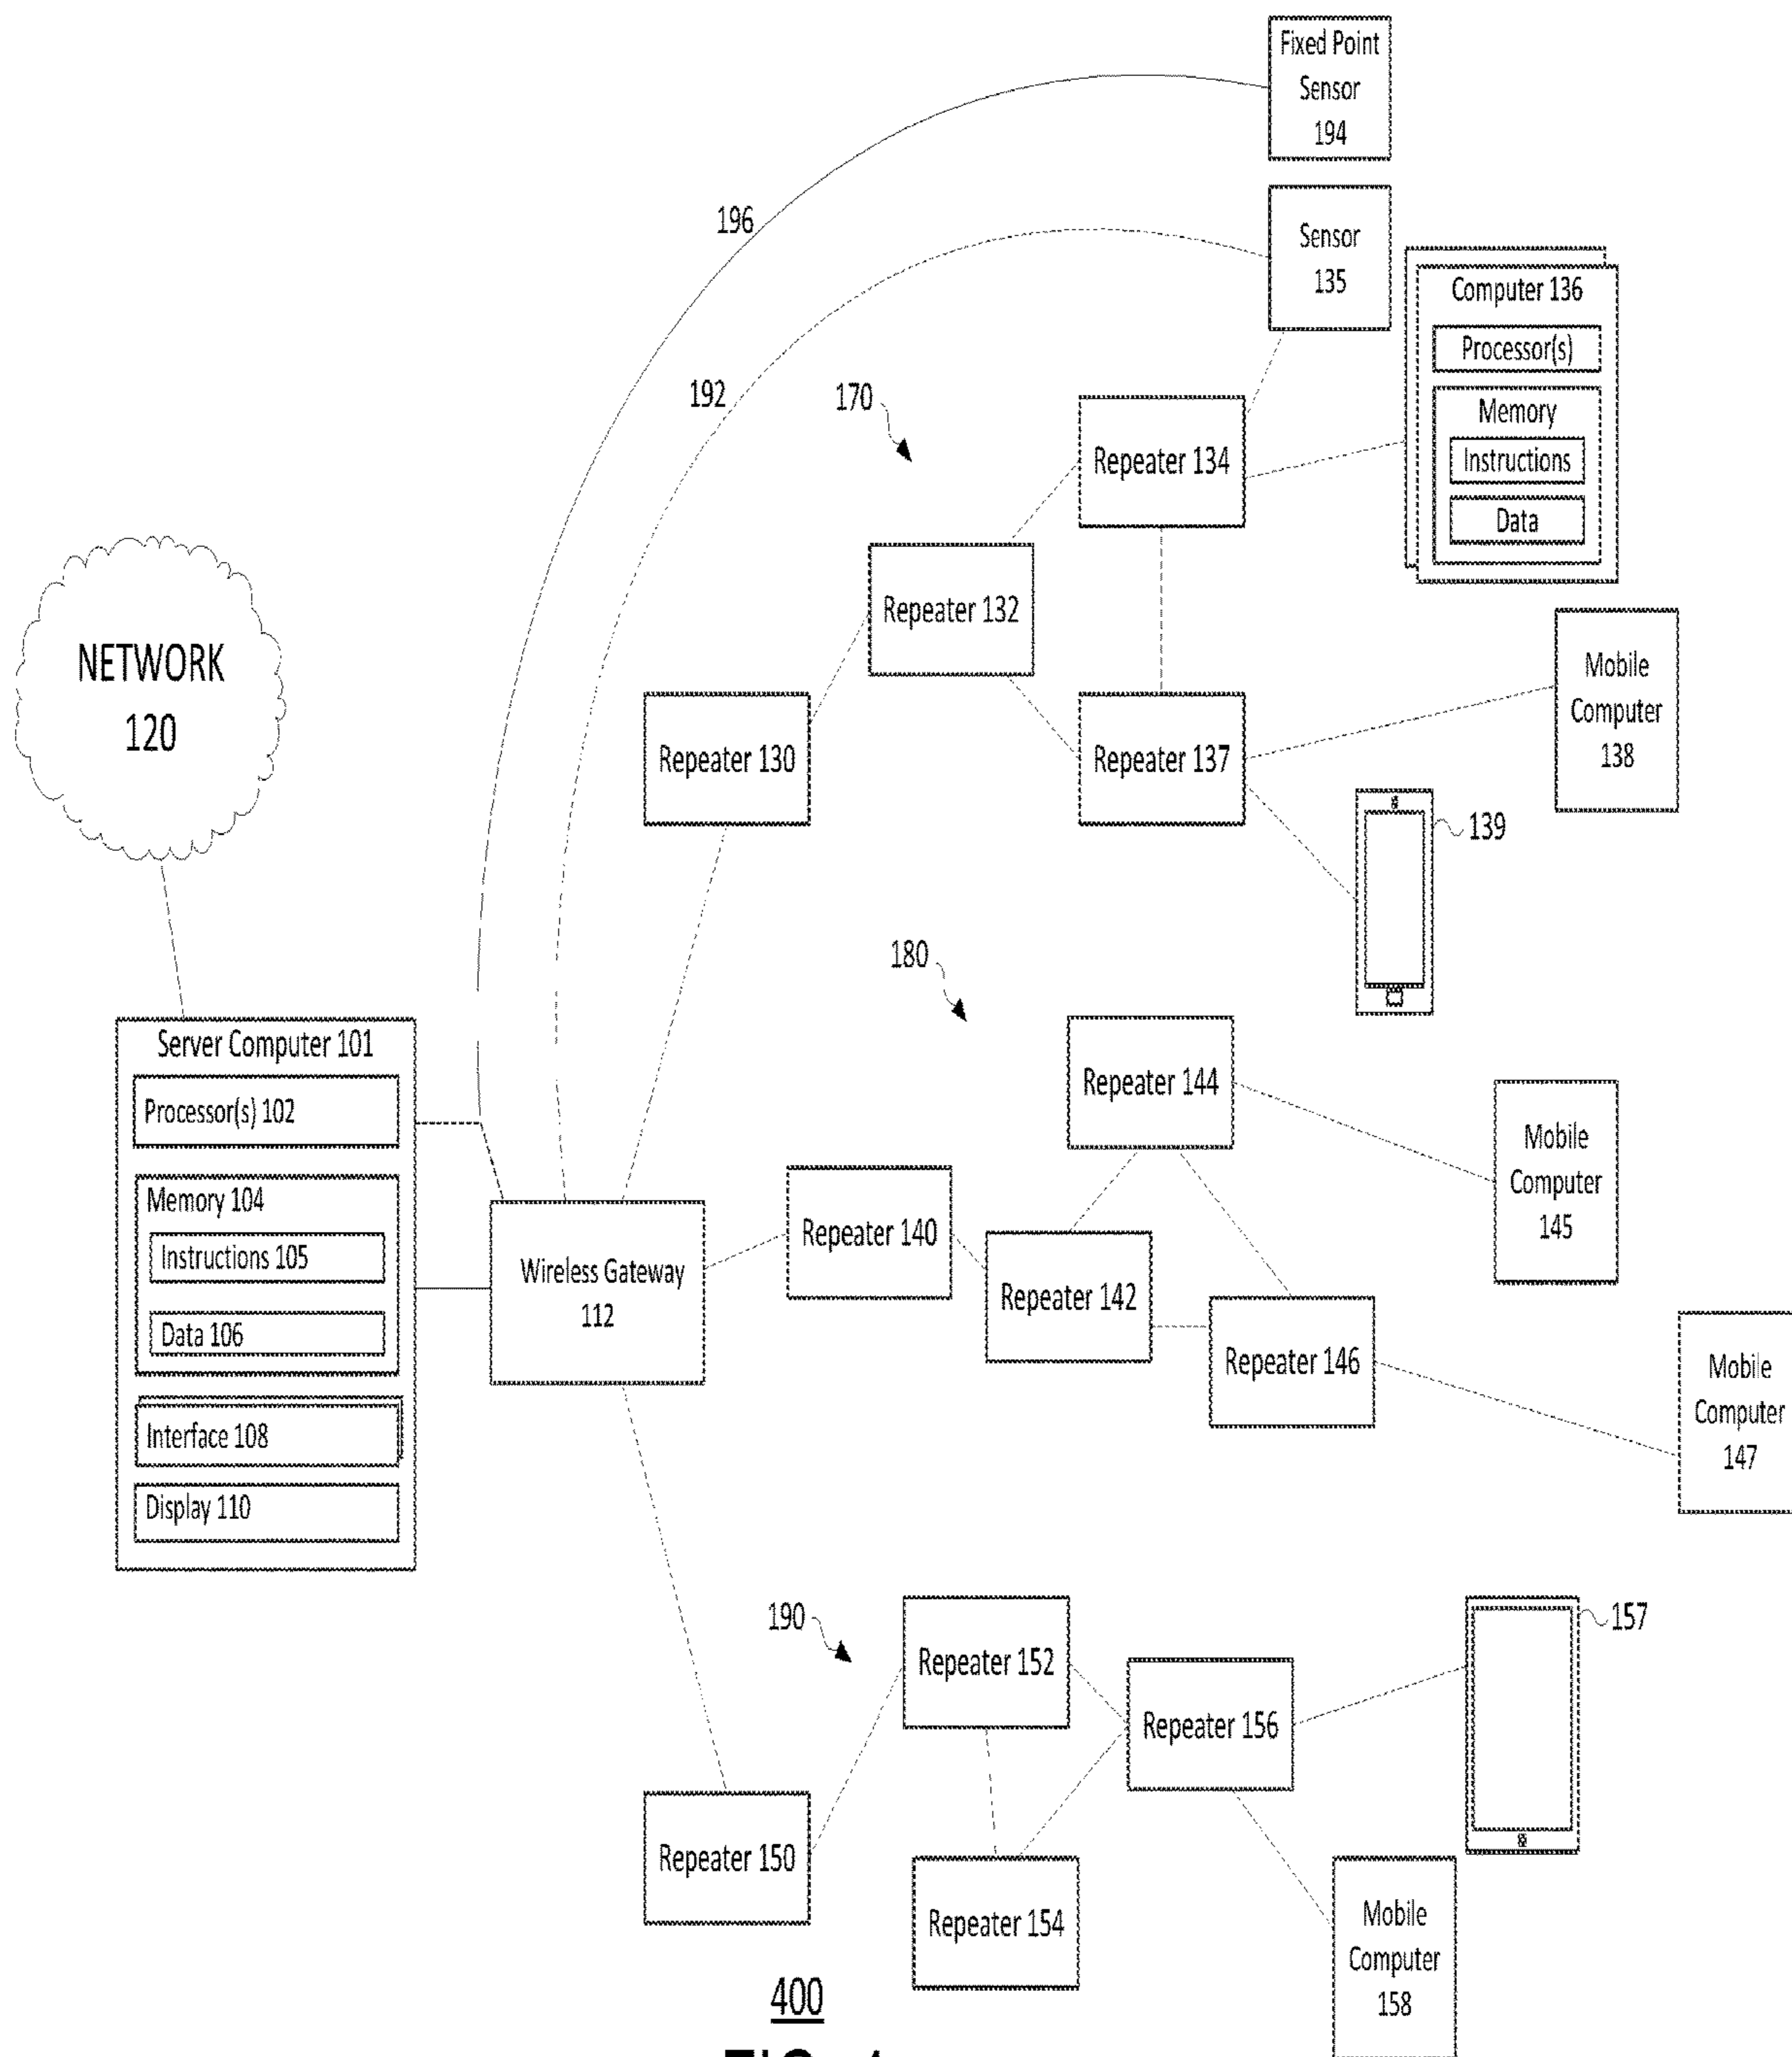 Fixed Point
Sensor
194
196
Sensor
135
Computer 136
Processor(s)
Memory
Instructions
Data
192
170
Repeater 134
Repeater 132
NETWORK
120
Repeater 130
Repeater 137
Mobile
Computer
138
139
180
Server Computer 101
Processor(s) 102
Memory 104
Instructions 105
Data 106
Interface 108
Display 110
Wireless Gateway
112
Repeater 144
Mobile
Computer
145
Repeater 140
Repeater 142
Repeater 146
Mobile
Computer
147
190
Repeater 152
157
Repeater 156
Repeater 150
Repeater 154
Mobile
Computer
158
400